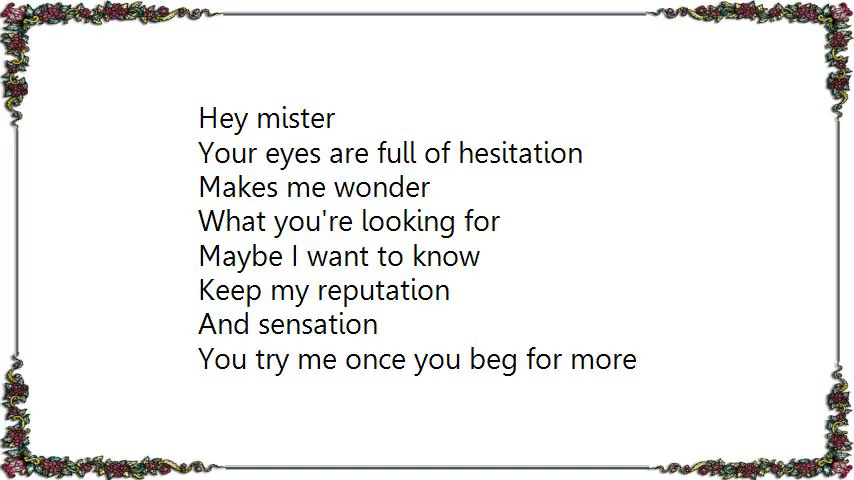 Hey mister
Your eyes are full of hesitation
Makes me wonder
What you're looking for
Maybe I want to know
Keep my reputation
And sensation
You try me once you beg for more